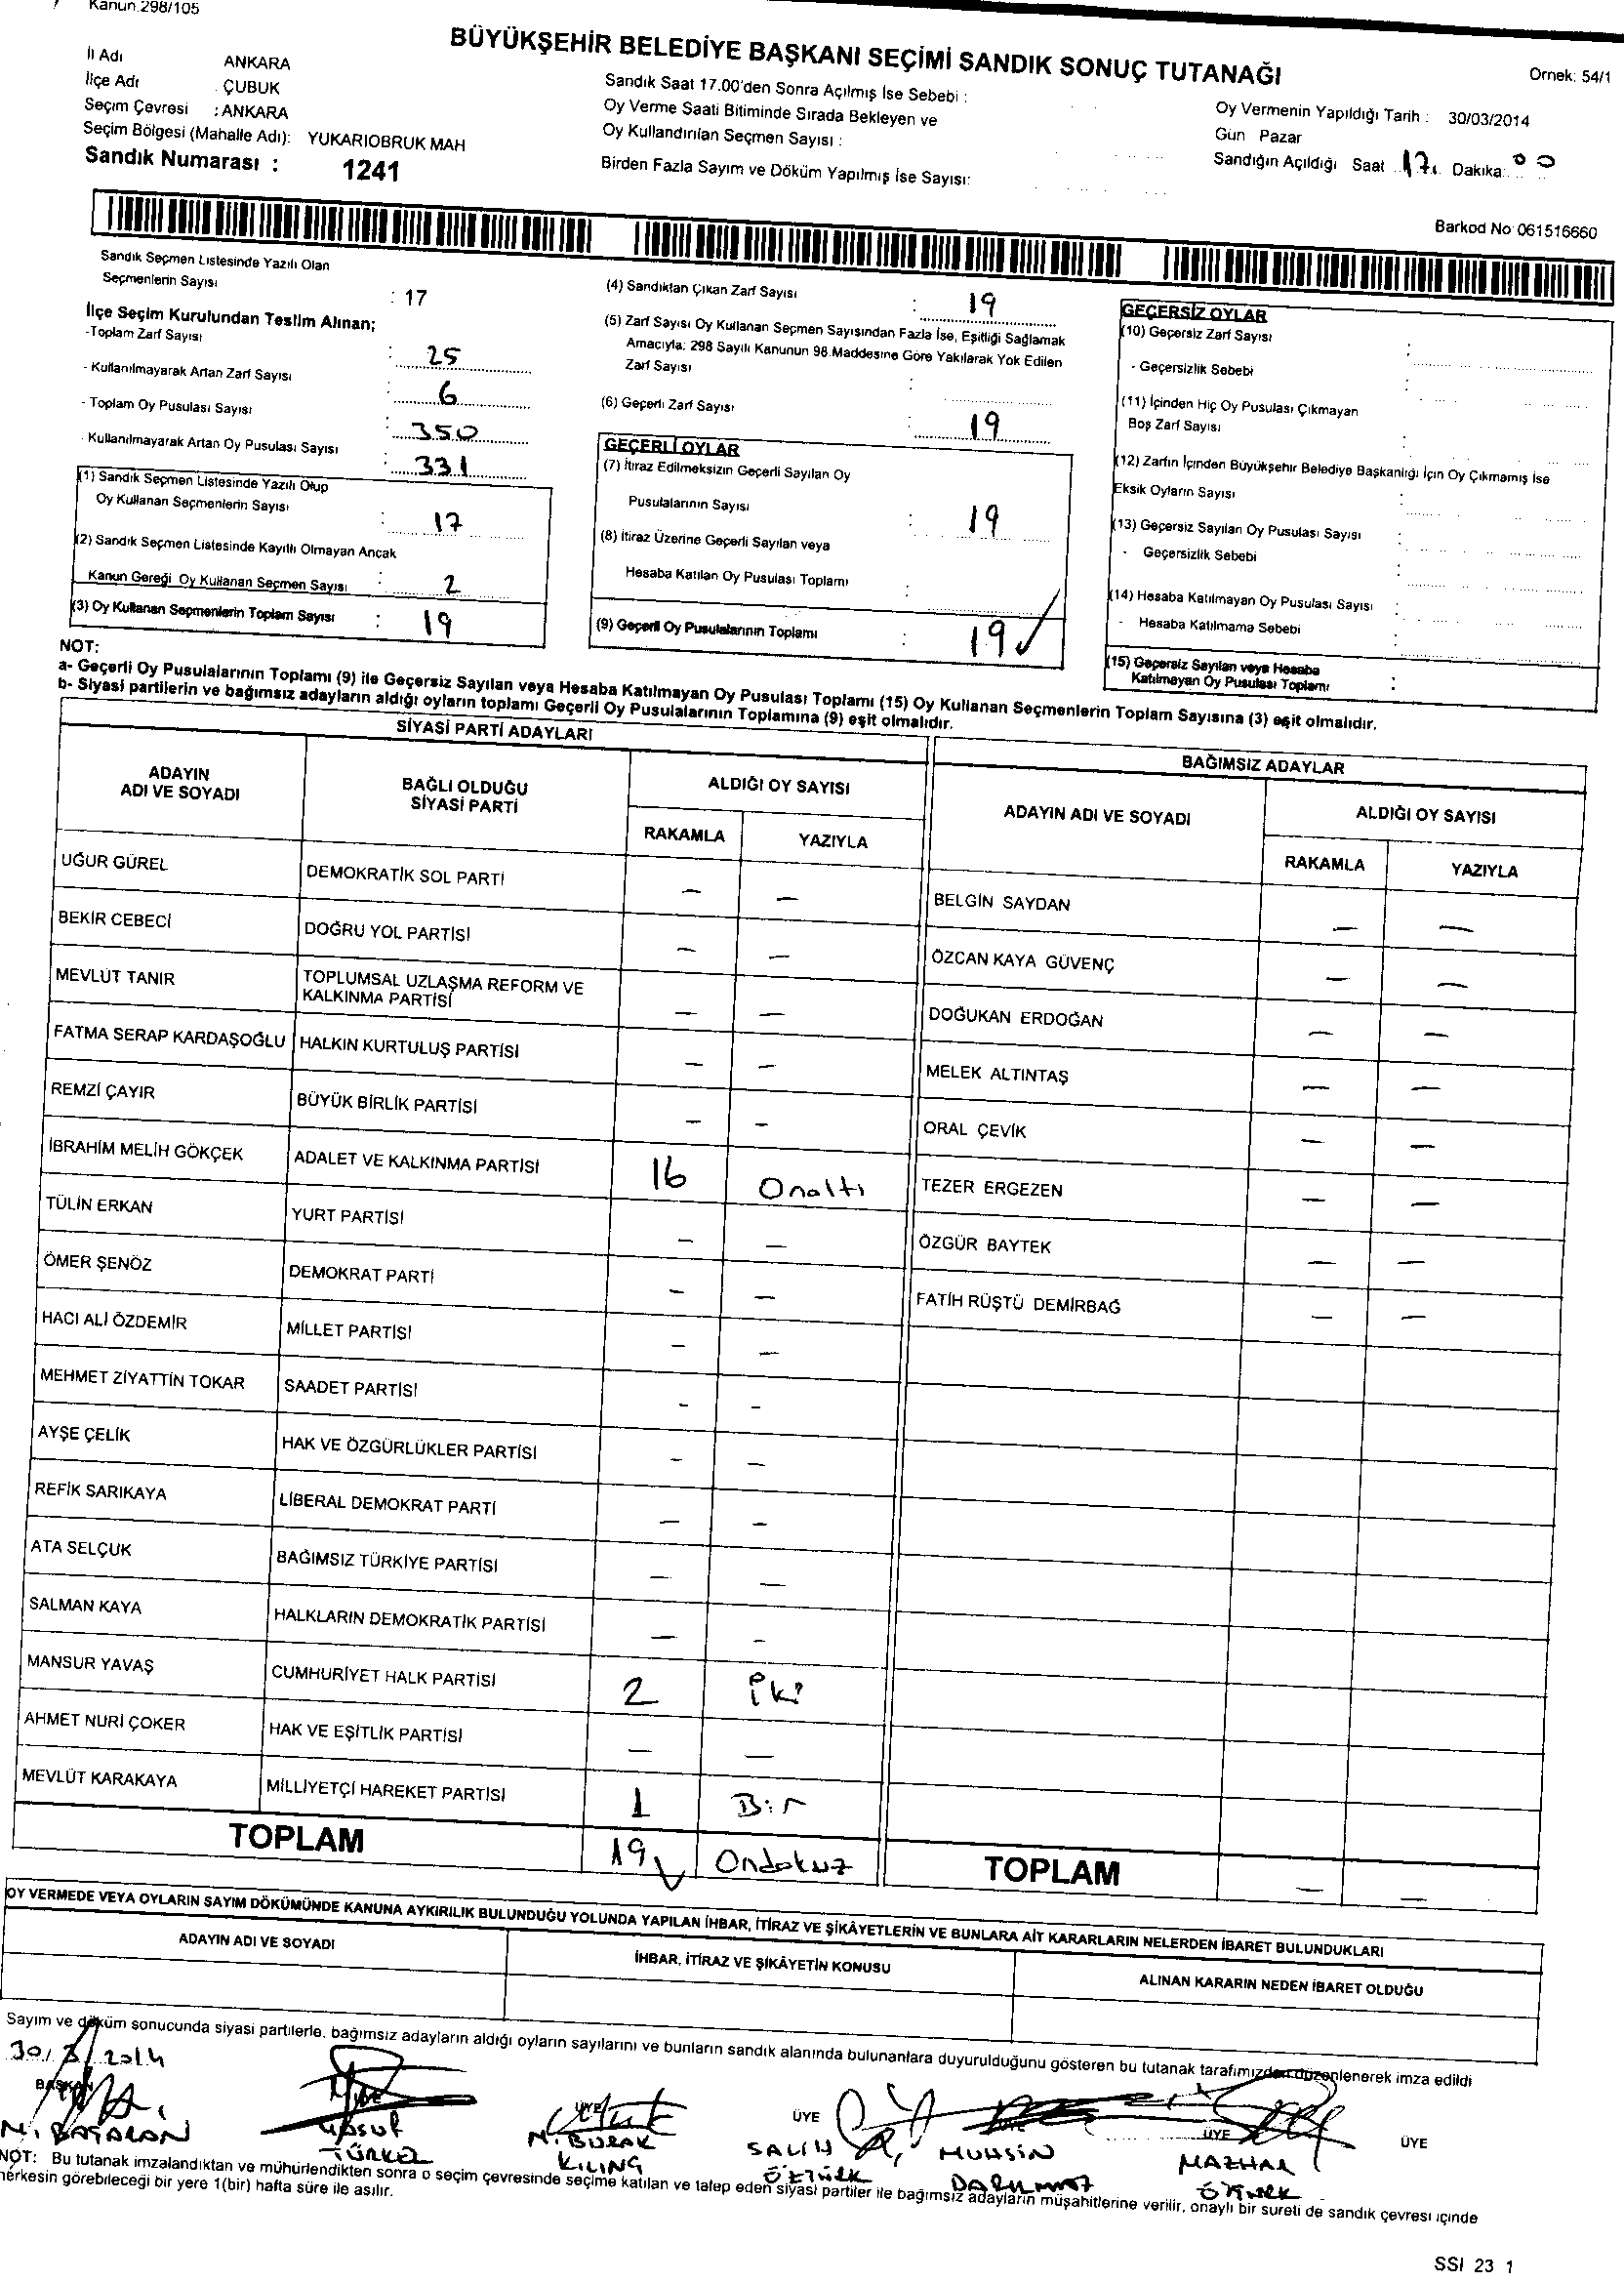 Kanun.298/105
BÜYÜKŞEHİR BELEDİYE BAŞKANI SEÇİMİ SANDIK SONUÇ TUTANAĞI
Ornek: 54/1
İl Adı ANKARA
İlçe Adı ÇUBUK
Seçim Çevresi : ANKARA
Seçim Bölgesi (Mahalle Adı): YUKARIOBRUK MAH
Sandık Numarası : 1241
Sandık Saat 17.00'den Sonra Açılmış İse Sebebi :
Oy Verme Saati Bitiminde Sırada Bekleyen ve
Oy Kullandırılan Seçmen Sayısı :
Birden Fazla Sayım ve Döküm Yapılmış İse Sayısı:
Oy Vermenin Yapıldığı Tarih : 30/03/2014
Gün Pazar
Sandığın Açıldığı Saat 17. Dakika: 00
Barkod No 061516660
Sandık Seçmen Listesinde Yazılı Olan
Seçmenlerin Sayısı : 17
İlçe Seçim Kurulundan Teslim Alınan;
-Toplam Zarf Sayısı : 25
- Kullanılmayarak Artan Zarf Sayısı : 6
- Toplam Oy Pusulası Sayısı : 350
- Kullanılmayarak Artan Oy Pusulası Sayısı : 331
(1) Sandık Seçmen Listesinde Yazılı Olup
Oy Kullanan Seçmenlerin Sayısı : 17
(2) Sandık Seçmen Listesinde Kayıtlı Olmayan Ancak
Kanun Gereği Oy Kullanan Seçmen Sayısı : 2
(3) Oy Kullanan Seçmenlerin Toplam Sayısı : 19
(4) Sandıktan Çıkan Zarf Sayısı : 19
(5) Zarf Sayısı Oy Kullanan Seçmen Sayısından Fazla İse, Eşitliği Sağlamak
Amacıyla; 298 Sayılı Kanunun 98.Maddesine Göre Yakılarak Yok Edilen
Zarf Sayısı :
(6) Geçerli Zarf Sayısı : 19
GEÇERLİ OYLAR
(7) İtiraz Edilmeksizin Geçerli Sayılan Oy
Pusulalarının Sayısı : 19
(8) İtiraz Üzerine Geçerli Sayılan veya
Hesaba Katılan Oy Pusulası Toplamı :
(9) Geçerli Oy Pusulalarının Toplamı : 19 ✓
GEÇERSİZ OYLAR
(10) Geçersiz Zarf Sayısı :
- Geçersizlik Sebebi :
(11) İçinden Hiç Oy Pusulası Çıkmayan
Boş Zarf Sayısı :
(12) Zarfın İçinden Büyükşehir Belediye Başkanlığı İçin Oy Çıkmamış İse
Eksik Oyların Sayısı :
(13) Geçersiz Sayılan Oy Pusulası Sayısı :
- Geçersizlik Sebebi :
(14) Hesaba Katılmayan Oy Pusulası Sayısı :
- Hesaba Katılmama Sebebi :
(15) Geçersiz Sayılan veya Hesaba
Katılmayan Oy Pusulası Toplamı :
NOT:
a- Geçerli Oy Pusulalarının Toplamı (9) ile Geçersiz Sayılan veya Hesaba Katılmayan Oy Pusulası Toplamı (15) Oy Kullanan Seçmenlerin Toplam Sayısına (3) eşit olmalıdır.
b- Siyasi partilerin ve bağımsız adayların aldığı oyların toplamı Geçerli Oy Pusulalarının Toplamına (9) eşit olmalıdır.
SİYASİ PARTİ ADAYLARI
ADAYIN ADI VE SOYADI BAĞLI OLDUĞU SİYASİ PARTİ ALDIĞI OY SAYISI
RAKAMLA YAZIYLA
UĞUR GÜREL DEMOKRATİK SOL PARTİ – –
BEKİR CEBECİ DOĞRU YOL PARTİSİ – –
MEVLÜT TANIR TOPLUMSAL UZLAŞMA REFORM VE KALKINMA PARTİSİ – –
FATMA SERAP KARDAŞOĞLU HALKIN KURTULUŞ PARTİSİ – –
REMZİ ÇAYIR BÜYÜK BİRLİK PARTİSİ – –
İBRAHİM MELİH GÖKÇEK ADALET VE KALKINMA PARTİSİ 16 Onaltı
TÜLİN ERKAN YURT PARTİSİ – –
ÖMER ŞENÖZ DEMOKRAT PARTİ – –
HACI ALİ ÖZDEMİR MİLLET PARTİSİ – –
MEHMET ZİYATTİN TOKAR SAADET PARTİSİ – –
AYŞE ÇELİK HAK VE ÖZGÜRLÜKLER PARTİSİ – –
REFİK SARIKAYA LİBERAL DEMOKRAT PARTİ – –
ATA SELÇUK BAĞIMSIZ TÜRKİYE PARTİSİ – –
SALMAN KAYA HALKLARIN DEMOKRATİK PARTİSİ – –
MANSUR YAVAŞ CUMHURİYET HALK PARTİSİ 2 İki
AHMET NURİ ÇOKER HAK VE EŞİTLİK PARTİSİ – –
MEVLÜT KARAKAYA MİLLİYETÇİ HAREKET PARTİSİ 1 Bir
TOPLAM 19 ✓ Ondokuz
BAĞIMSIZ ADAYLAR
ADAYIN ADI VE SOYADI ALDIĞI OY SAYISI
RAKAMLA YAZIYLA
BELGİN SAYDAN – –
ÖZCAN KAYA GÜVENÇ – –
DOĞUKAN ERDOĞAN – –
MELEK ALTINTAŞ – –
ORAL ÇEVİK – –
TEZER ERGEZEN – –
ÖZGÜR BAYTEK – –
FATİH RÜŞTÜ DEMİRBAĞ – –
TOPLAM – –
OY VERMEDE VEYA OYLARIN SAYIM DÖKÜMÜNDE KANUNA AYKIRILIK BULUNDUĞU YOLUNDA YAPILAN İHBAR, İTİRAZ VE ŞİKÂYETLERİN VE BUNLARA AİT KARARLARIN NELERDEN İBARET BULUNDUKLARI
ADAYIN ADI VE SOYADI İHBAR, İTİRAZ VE ŞİKÂYETİN KONUSU ALINAN KARARIN NEDEN İBARET OLDUĞU
Sayım ve döküm sonucunda siyasi partilerle, bağımsız adayların aldığı oyların sayılarını ve bunların sandık alanında bulunanlara duyurulduğunu gösteren bu tutanak tarafımızdan düzenlenerek imza edildi
30/3/2014
BAŞKAN ÜYE ÜYE ÜYE ÜYE ÜYE
YUSUF TÜRKEL
N. BURAK KILINÇ
SALİH ÖZTÜRK
MUHSİN
MAZHAR
NOT: Bu tutanak imzalandıktan ve mühürlendikten sonra o seçim çevresinde seçime katılan ve talep eden siyasi partiler ile bağımsız adayların müşahitlerine verilir, onaylı bir sureti de sandık çevresi içinde
herkesin görebileceği bir yere 1(bir) hafta süre ile asılır.
SSI 23 1